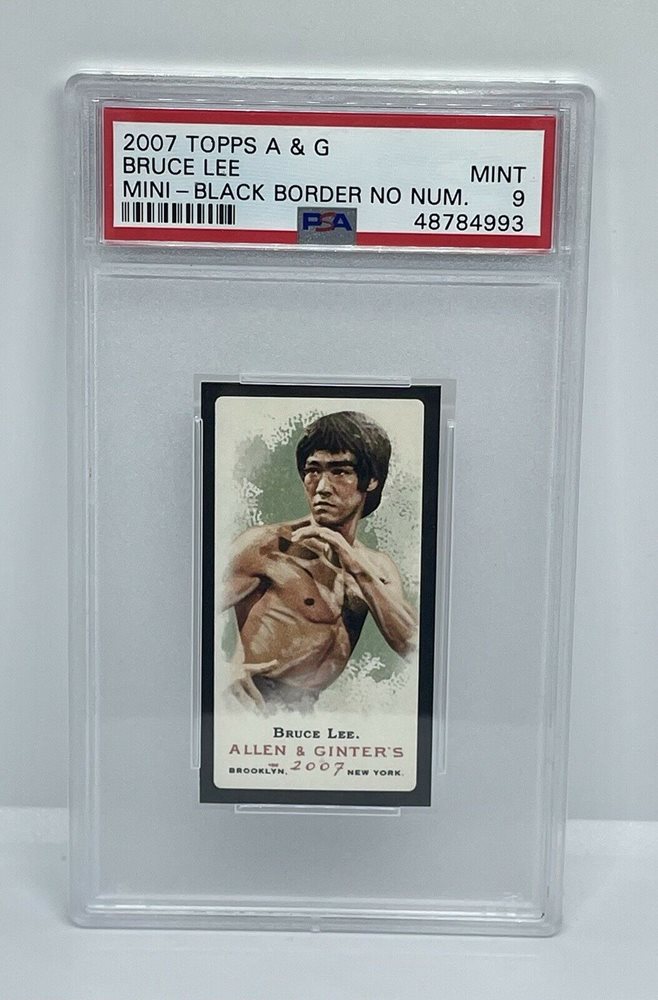 2007 TOPPS A & G
BRUCE LEE MINT
MINI - BLACK BORDER NO NUM. 9
PSA 48784993
BRUCE LEE.
ALLEN & GINTER'S
BROOKLYN, 2007 NEW YORK.